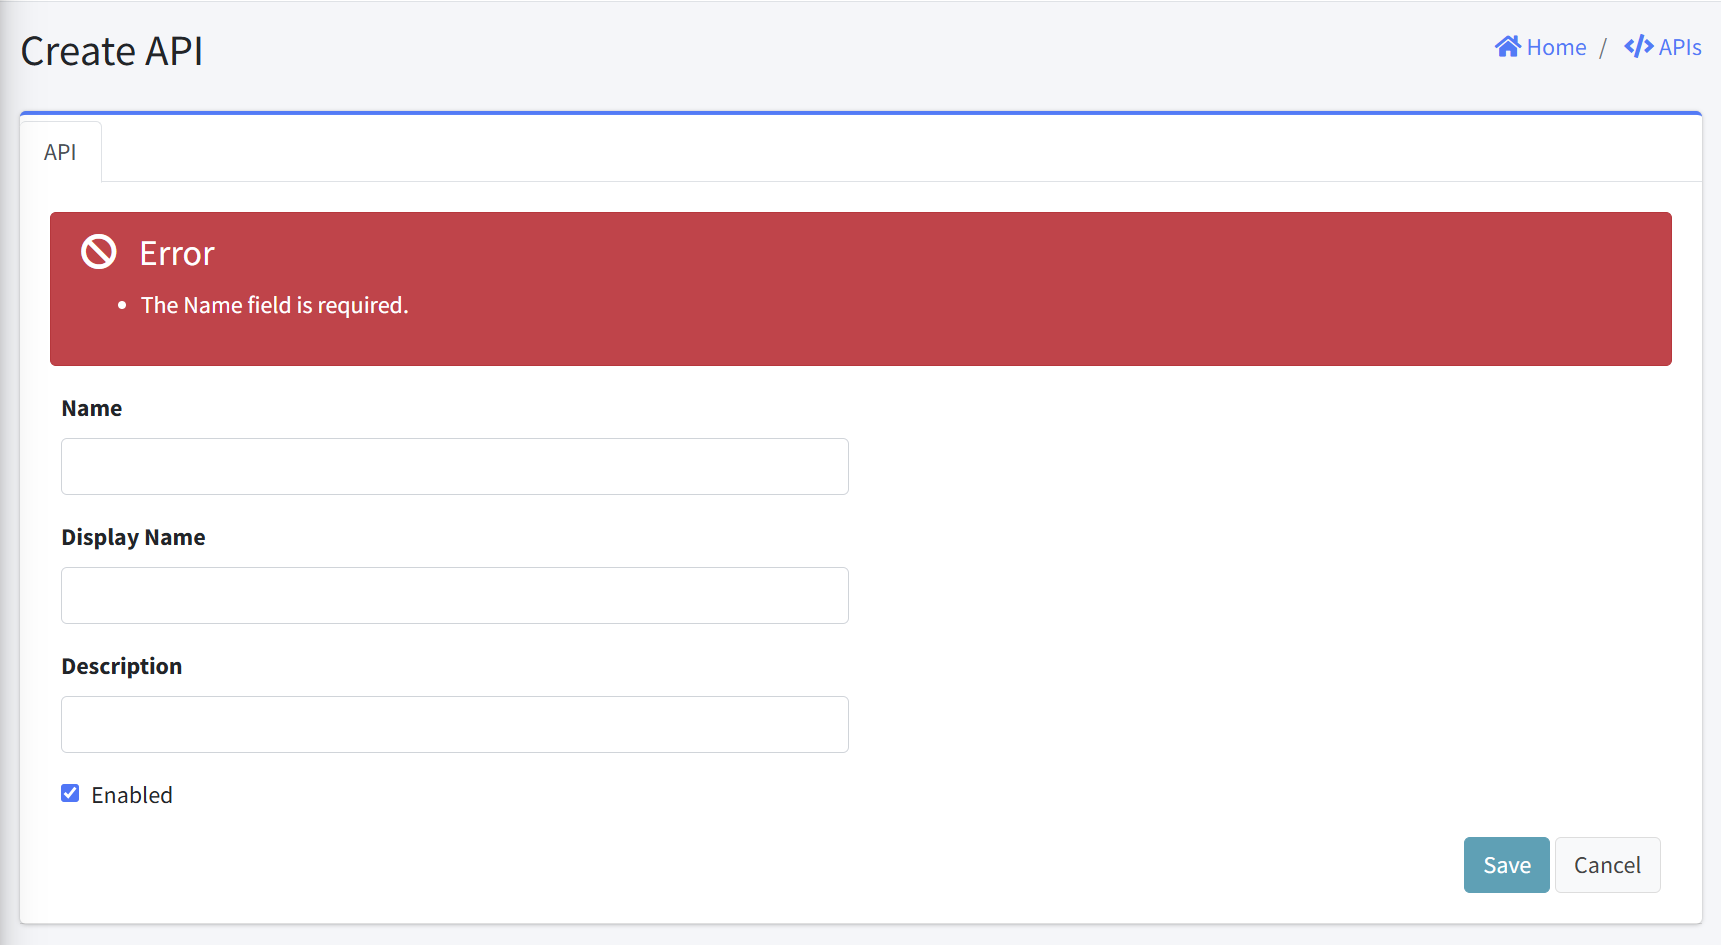 Create API
Home / APIs
API
Error
• The Name field is required.
Name
Display Name
Description
Enabled
Save Cancel